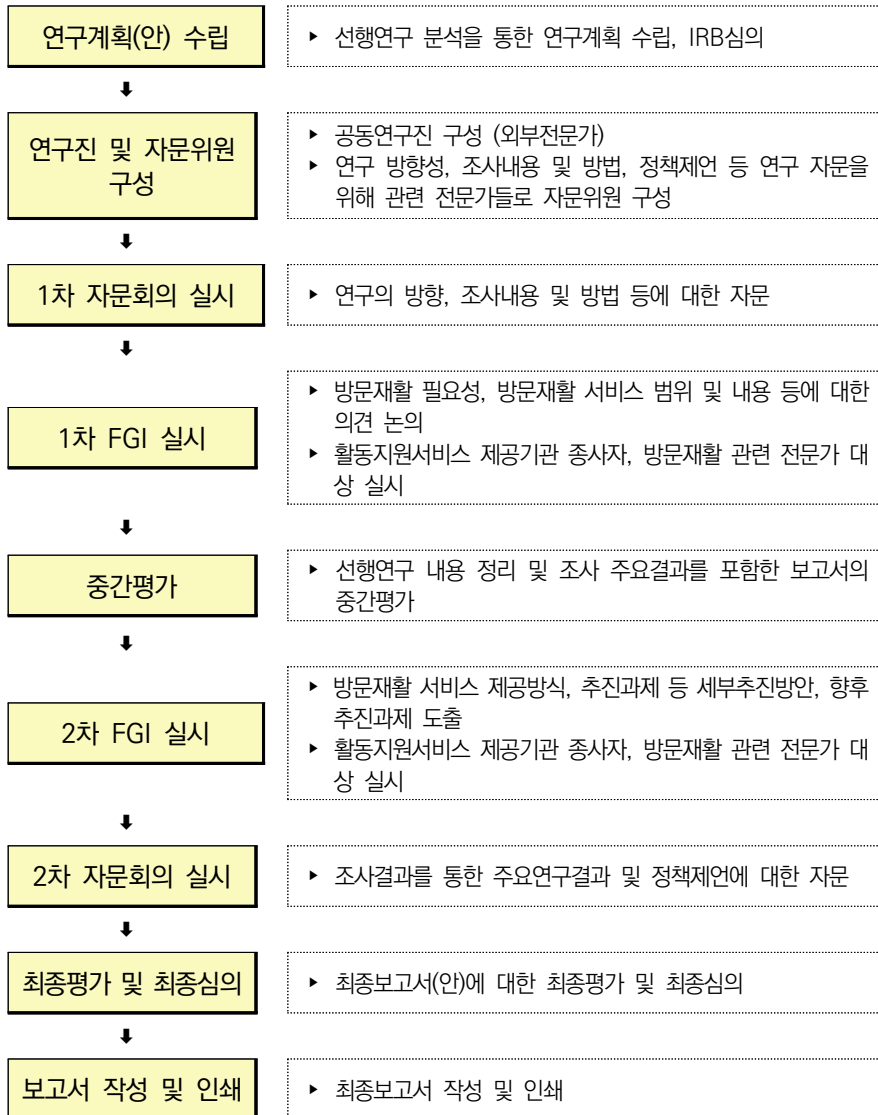 연구계획(안) 수립
▸ 선행연구 분석을 통한 연구계획 수립, IRB심의
⬇
연구진 및 자문위원
구성
▸ 공동연구진 구성 (외부전문가)
▸ 연구 방향성, 조사내용 및 방법, 정책제언 등 연구 자문을
위해 관련 전문가들로 자문위원 구성
⬇
1차 자문회의 실시
▸ 연구의 방향, 조사내용 및 방법 등에 대한 자문
⬇
1차 FGI 실시
▸ 방문재활 필요성, 방문재활 서비스 범위 및 내용 등에 대한
의견 논의
▸ 활동지원서비스 제공기관 종사자, 방문재활 관련 전문가 대
상 실시
⬇
중간평가
▸ 선행연구 내용 정리 및 조사 주요결과를 포함한 보고서의
중간평가
⬇
2차 FGI 실시
▸ 방문재활 서비스 제공방식, 추진과제 등 세부추진방안, 향후
추진과제 도출
▸ 활동지원서비스 제공기관 종사자, 방문재활 관련 전문가 대
상 실시
⬇
2차 자문회의 실시
▸ 조사결과를 통한 주요연구결과 및 정책제언에 대한 자문
⬇
최종평가 및 최종심의
▸ 최종보고서(안)에 대한 최종평가 및 최종심의
⬇
보고서 작성 및 인쇄
▸ 최종보고서 작성 및 인쇄